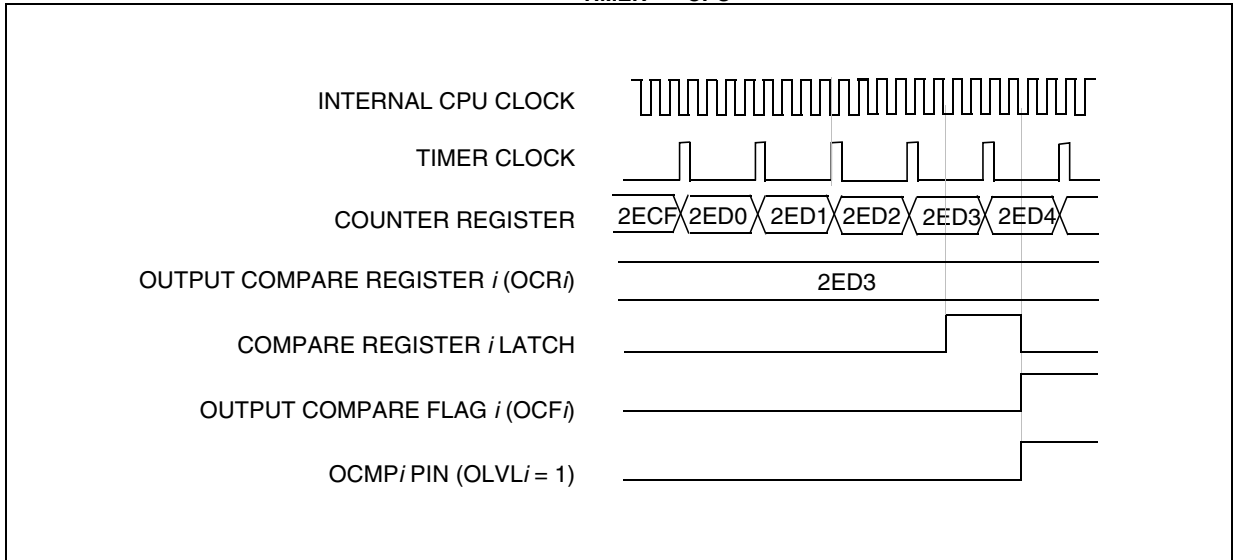 INTERNAL CPU CLOCK
TIMER CLOCK
COUNTER REGISTER 2ECF 2ED0 2ED1 2ED2 2ED3 2ED4
OUTPUT COMPARE REGISTER i (OCRi) 2ED3
COMPARE REGISTER i LATCH
OUTPUT COMPARE FLAG i (OCFi)
OCMPi PIN (OLVLi = 1)